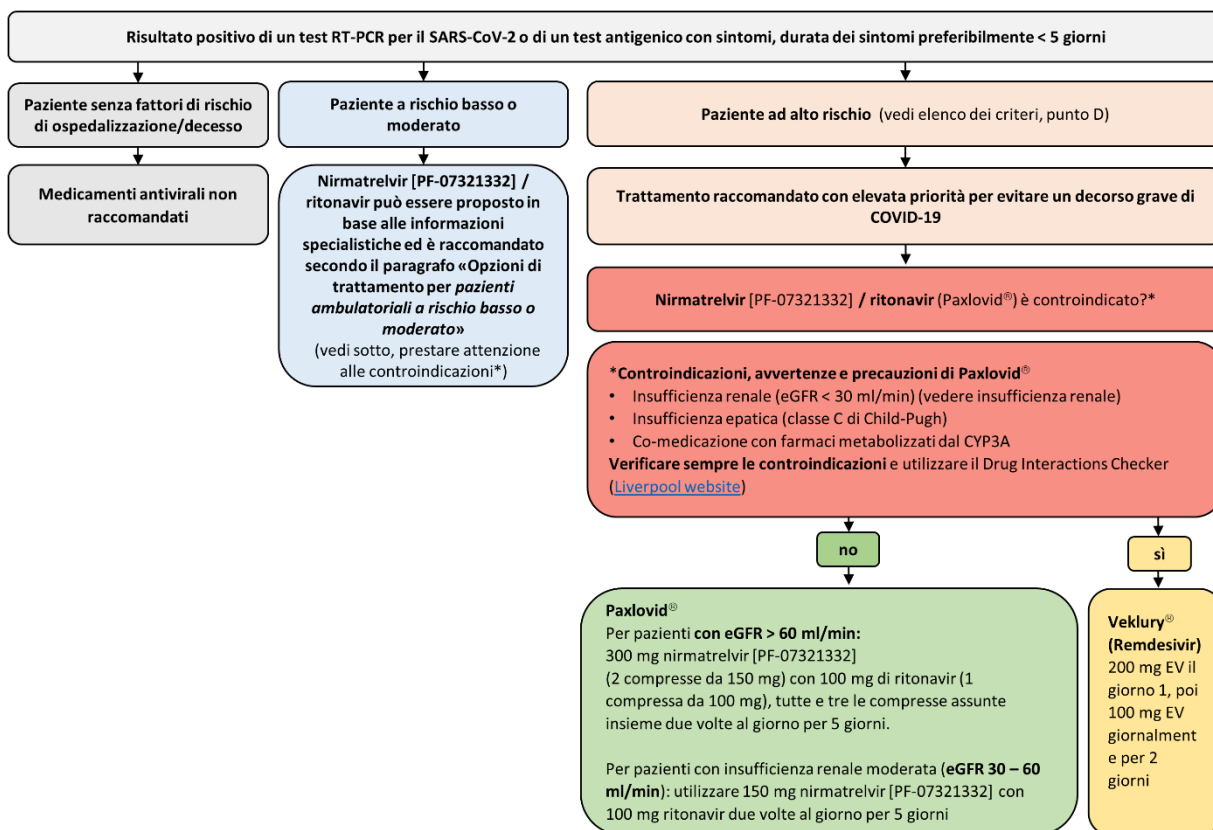 Risultato positivo di un test RT-PCR per il SARS-CoV-2 o di un test antigenico con sintomi, durata dei sintomi preferibilmente < 5 giorni
Paziente senza fattori di rischio
di ospedalizzazione/decesso
Medicamenti antivirali non
raccomandati
Paziente a rischio basso o
moderato
Nirmatrelvir [PF-07321332] /
ritonavir può essere proposto in
base alle informazioni
specialistiche ed è raccomandato
secondo il paragrafo «Opzioni di
trattamento per pazienti
ambulatoriali a rischio basso o
moderato»
(vedi sotto, prestare attenzione
alle controindicazioni*)
Paziente ad alto rischio (vedi elenco dei criteri, punto D)
Trattamento raccomandato con elevata priorità per evitare un decorso grave di
COVID-19
Nirmatrelvir [PF-07321332] / ritonavir (Paxlovid®) è controindicato?*
*Controindicazioni, avvertenze e precauzioni di Paxlovid®
• Insufficienza renale (eGFR < 30 ml/min) (vedere insufficienza renale)
• Insufficienza epatica (classe C di Child-Pugh)
• Co-medicazione con farmaci metabolizzati dal CYP3A
Verificare sempre le controindicazioni e utilizzare il Drug Interactions Checker
(Liverpool website)
no
sì
Paxlovid®
Per pazienti con eGFR > 60 ml/min:
300 mg nirmatrelvir [PF-07321332]
(2 compresse da 150 mg) con 100 mg di ritonavir (1
compressa da 100 mg), tutte e tre le compresse assunte
insieme due volte al giorno per 5 giorni.
Per pazienti con insufficienza renale moderata (eGFR 30 – 60
ml/min): utilizzare 150 mg nirmatrelvir [PF-07321332] con
100 mg ritonavir due volte al giorno per 5 giorni
Veklury®
(Remdesivir)
200 mg EV il
giorno 1, poi
100 mg EV
giornalment
e per 2
giorni